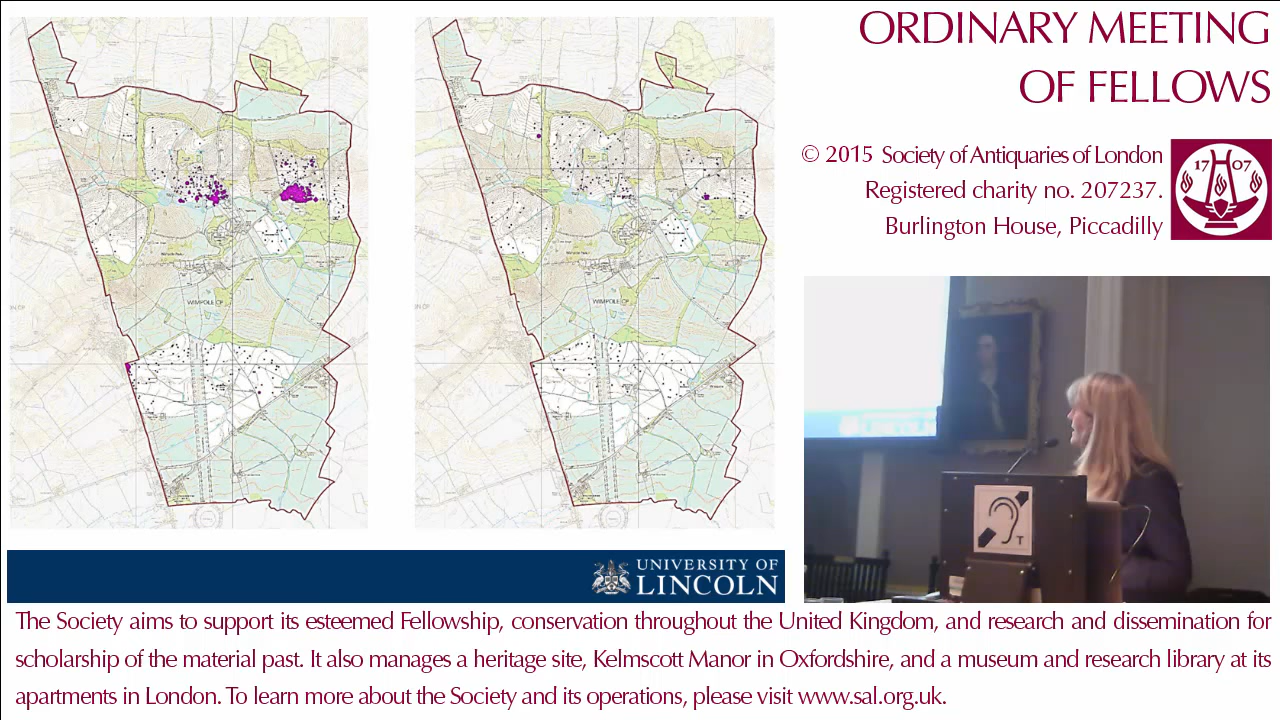 ORDINARY MEETING
OF FELLOWS
© 2015 Society of Antiquaries of London
Registered charity no. 207237.
Burlington House, Piccadilly
17 07
WIMPOLE CP
WIMPOLE CP
T
UNIVERSITY OF
LINCOLN
The Society aims to support its esteemed Fellowship, conservation throughout the United Kingdom, and research and dissemination for
scholarship of the material past. It also manages a heritage site, Kelmscott Manor in Oxfordshire, and a museum and research library at its
apartments in London. To learn more about the Society and its operations, please visit www.sal.org.uk.